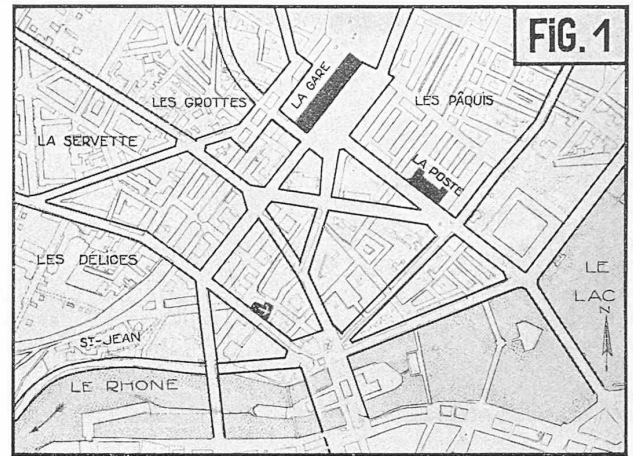 FIG. 1
LA GARE
LES GROTTES
LES PÂQUIS
LA SERVETTE
LA POSTE
LES DÉLICES
LE
LAC
N
ST-JEAN
LE RHONE